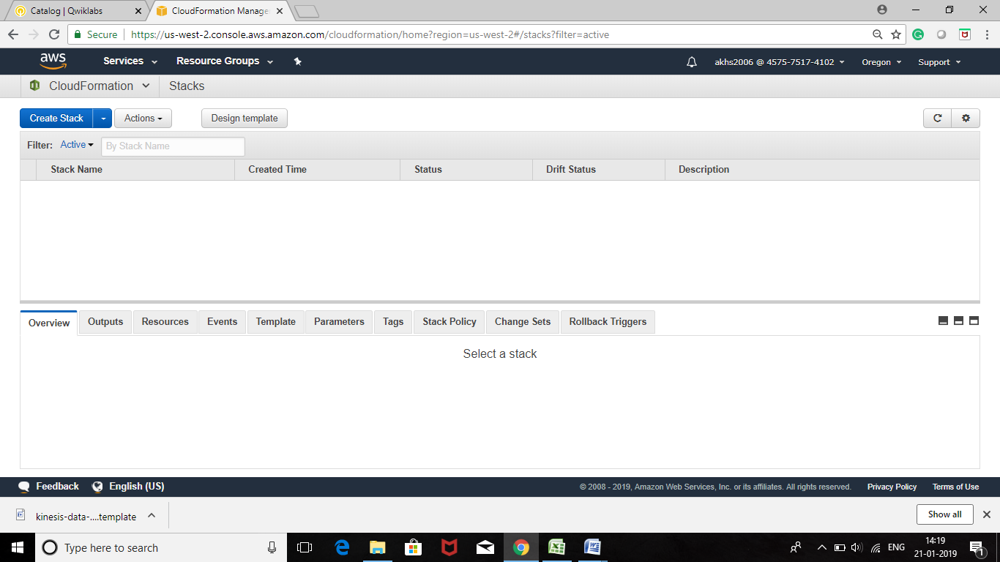 Catalog | Qwiklabs
CloudFormation Manage
Secure
https://us-west-2.console.aws.amazon.com/cloudformation/home?region=us-west-2#/stacks?filter=active
aws
Services
Resource Groups
akhs2006 @ 4575-7517-4102
Oregon
Support
CloudFormation
Stacks
Create Stack
Actions
Design template
Filter: Active
By Stack Name
Stack Name
Created Time
Status
Drift Status
Description
Overview
Outputs
Resources
Events
Template
Parameters
Tags
Stack Policy
Change Sets
Rollback Triggers
Select a stack
Feedback
English (US)
© 2008 - 2019, Amazon Web Services, Inc. or its affiliates. All rights reserved.
Privacy Policy
Terms of Use
kinesis-data-....template
Show all
Type here to search
ENG
14:19
21-01-2019
1